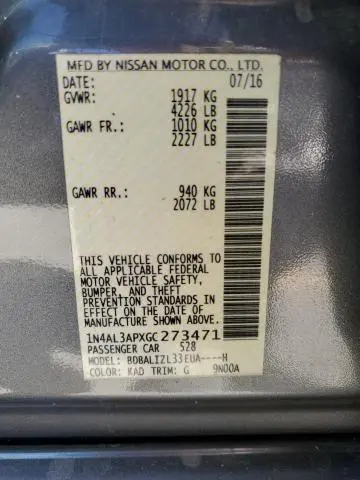 MFD BY NISSAN MOTOR CO., LTD.
DATE: 07/16
GVWR: 1917 KG
4226 LB
GAWR FR.: 1010 KG
2227 LB
GAWR RR.: 940 KG
2072 LB
THIS VEHICLE CONFORMS TO
ALL APPLICABLE FEDERAL
MOTOR VEHICLE SAFETY,
BUMPER, AND THEFT
PREVENTION STANDARDS
IN EFFECT ON THE DATE OF
MANUFACTURE SHOWN ABOVE.
1N4AL3APXGC273471
PASSENGER CAR 528
MODEL: BDBALIZL33EUA----H
COLOR: KAD TRIM: G 9N00A